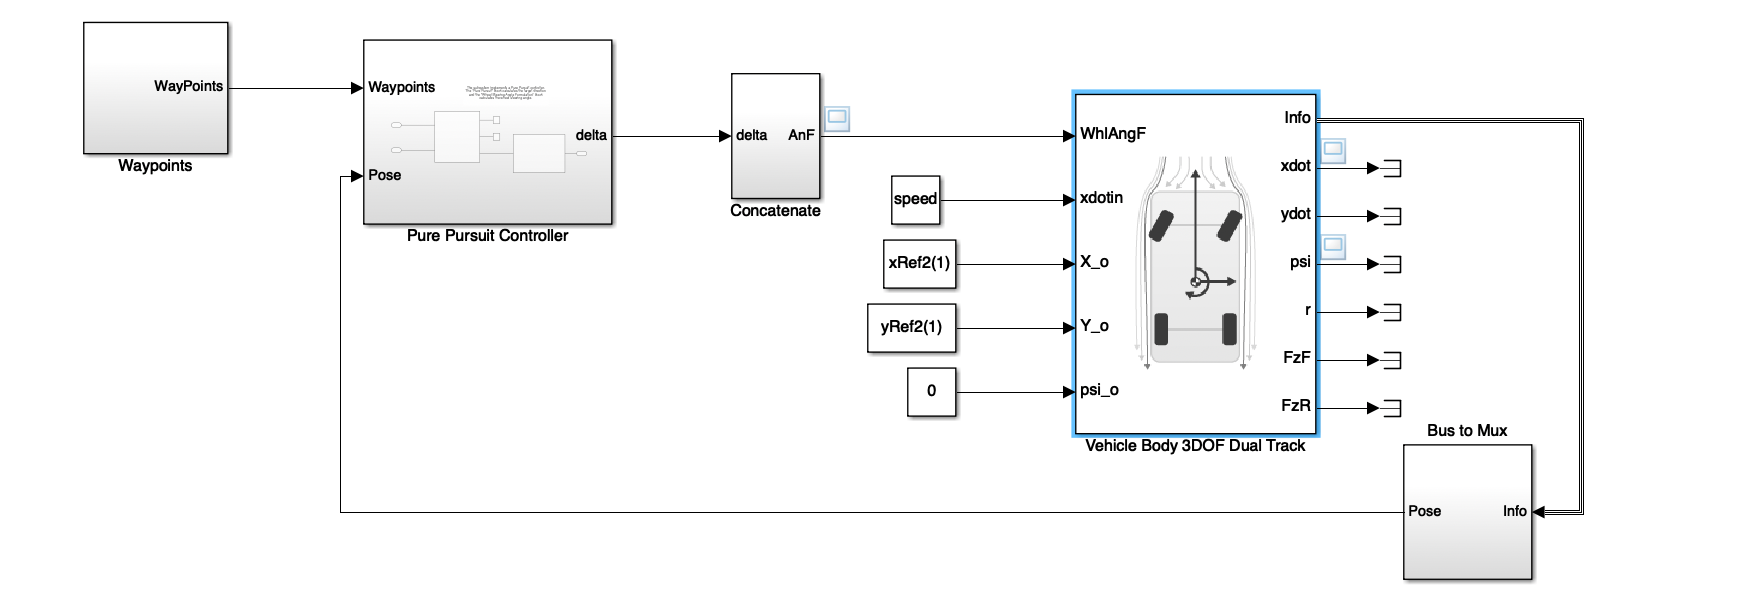 WayPoints
Waypoints
Waypoints
Pose
delta
Pure Pursuit Controller
delta
AnF
Concatenate
speed
xRef2(1)
yRef2(1)
0
WhlAngF
xdotin
X_o
Y_o
psi_o
Info
xdot
ydot
psi
r
FzF
FzR
Vehicle Body 3DOF Dual Track
Bus to Mux
Pose
Info